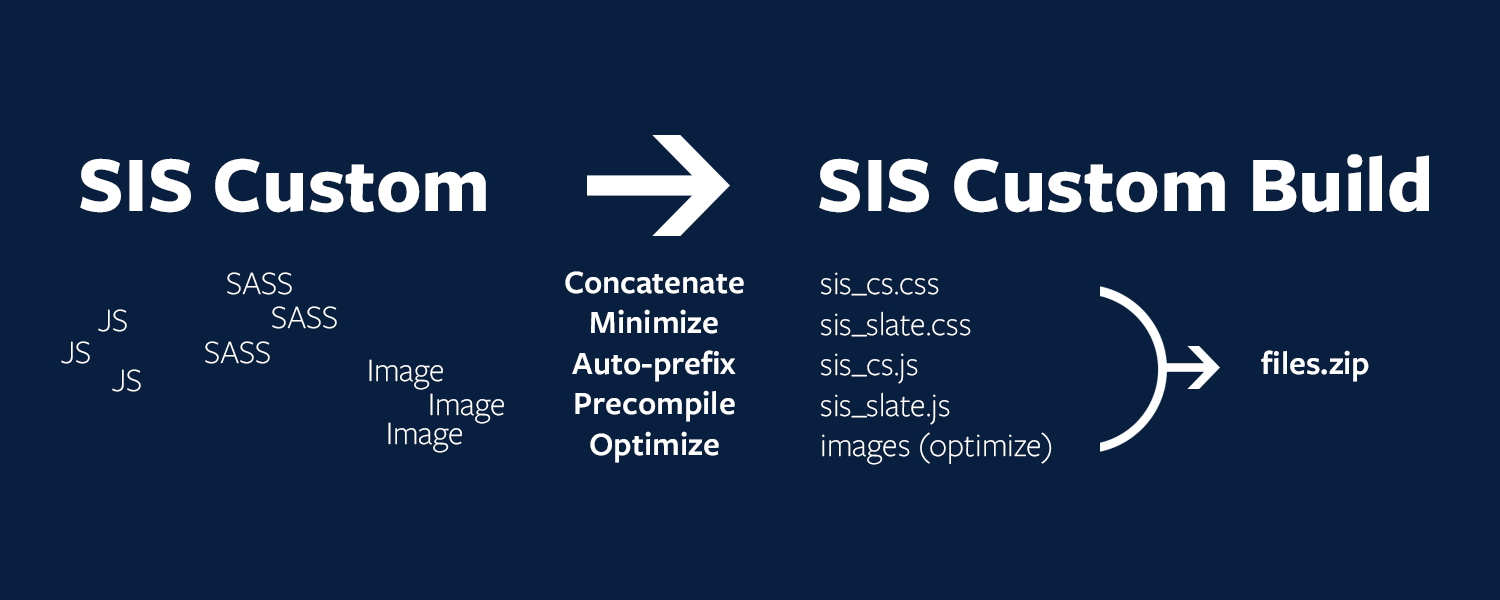 SIS Custom
SIS Custom Build
SASS
SASS
SASS
JS
JS
JS
Image
Image
Image
Concatenate
Minimize
Auto-prefix
Precompile
Optimize
sis_cs.css
sis_slate.css
sis_cs.js
sis_slate.js
images (optimize)
files.zip